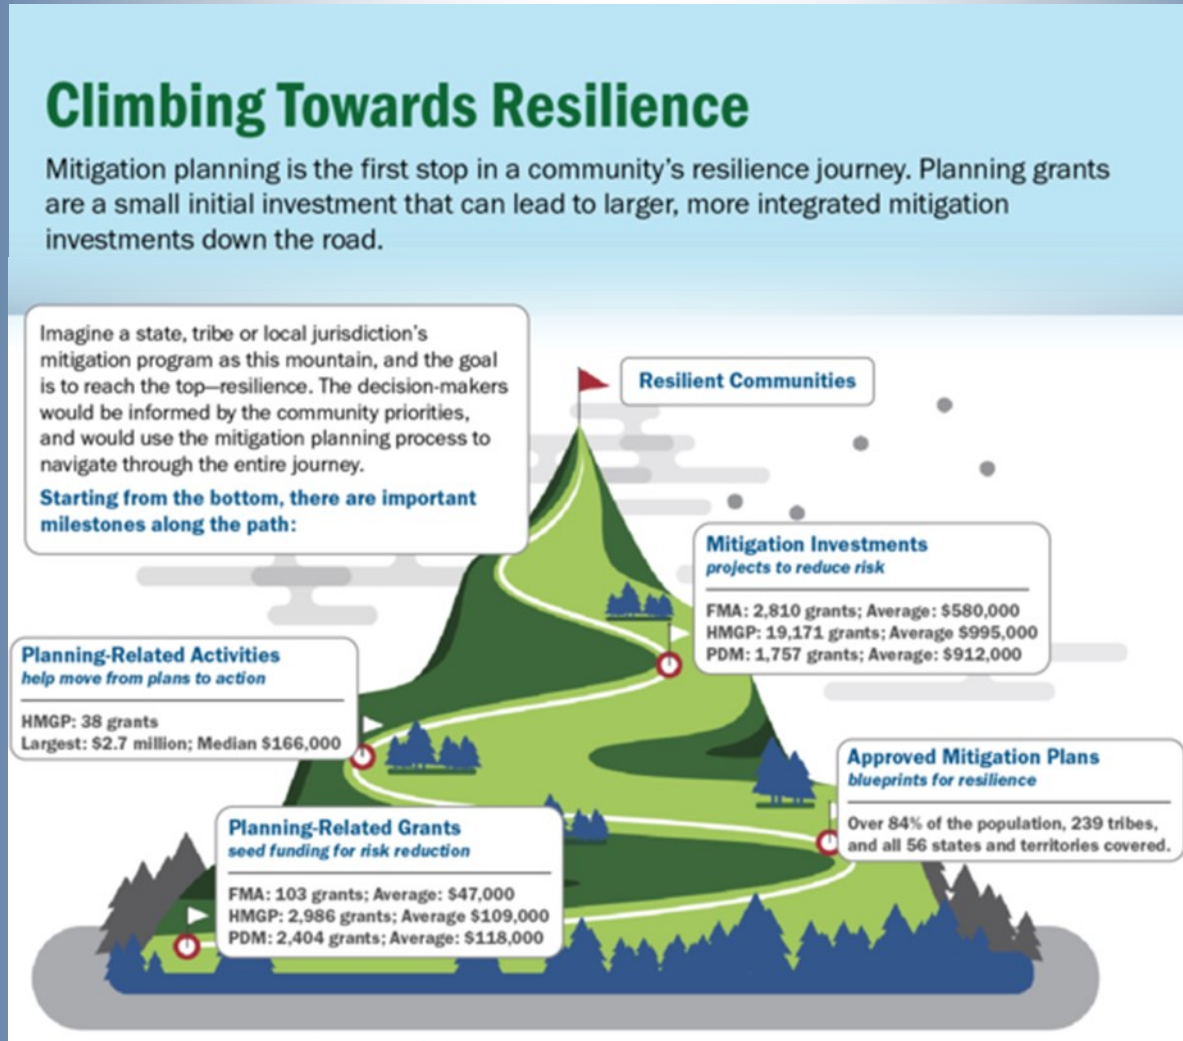 Climbing Towards Resilience
Mitigation planning is the first stop in a community's resilience journey. Planning grants
are a small initial investment that can lead to larger, more integrated mitigation
investments down the road.
Imagine a state, tribe or local jurisdiction's
mitigation program as this mountain, and the goal
is to reach the top—resilience. The decision-makers
would be informed by the community priorities,
and would use the mitigation planning process to
navigate through the entire journey.
Starting from the bottom, there are important
milestones along the path:
Resilient Communities
Mitigation Investments
projects to reduce risk
FMA: 2,810 grants; Average: $580,000
HMGP: 19,171 grants; Average $995,000
PDM: 1,757 grants; Average: $912,000
Planning-Related Activities
help move from plans to action
HMGP: 38 grants
Largest: $2.7 million; Median $166,000
Approved Mitigation Plans
blueprints for resilience
Over 84% of the population, 239 tribes,
and all 56 states and territories covered.
Planning-Related Grants
seed funding for risk reduction
FMA: 103 grants; Average: $47,000
HMGP: 2,986 grants; Average $109,000
PDM: 2,404 grants; Average: $118,000